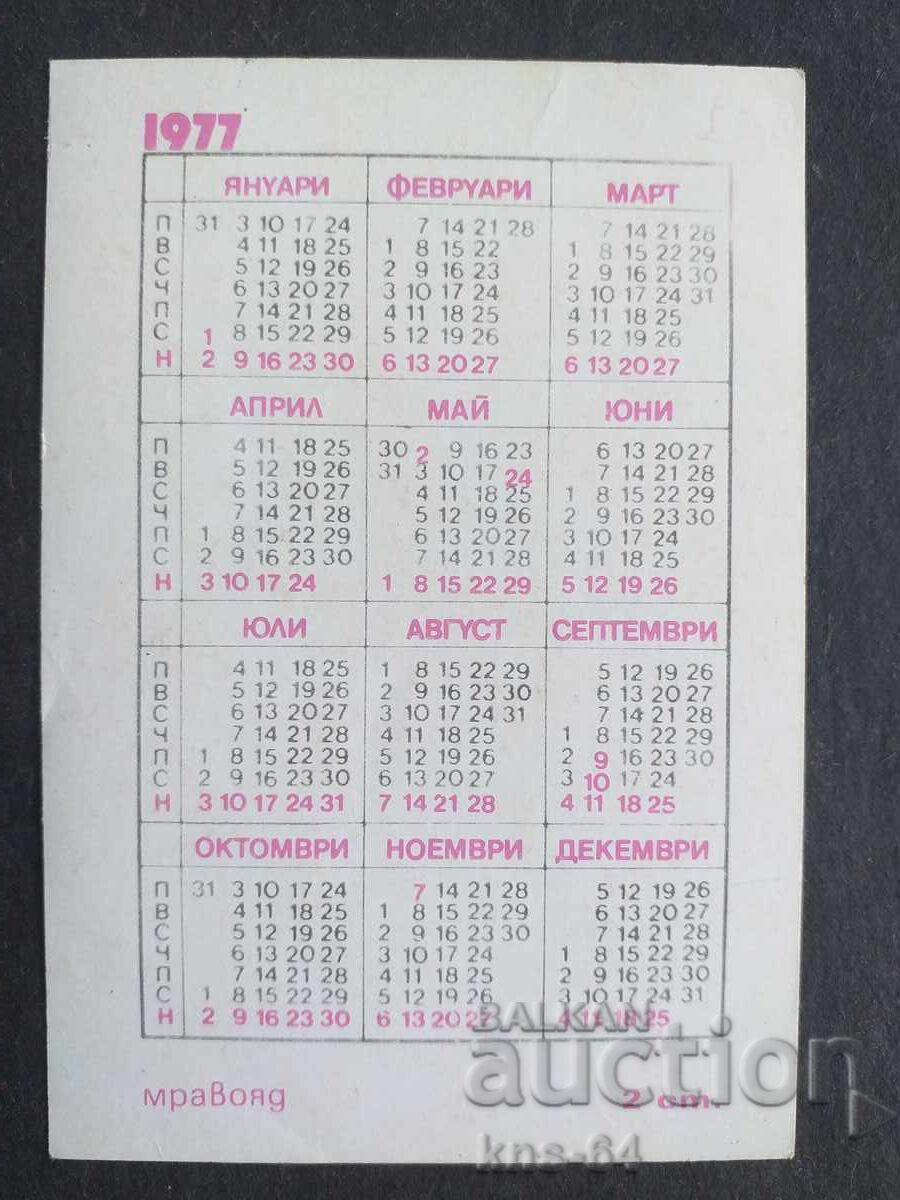 1977
ЯНУАРИ ФЕВРУАРИ МАРТ
П 31 3 10 17 24 7 14 21 28 7 14 21 28
В 4 11 18 25 1 8 15 22 1 8 15 22 29
С 5 12 19 26 2 9 16 23 2 9 16 23 30
Ч 6 13 20 27 3 10 17 24 3 10 17 24 31
П 7 14 21 28 4 11 18 25 4 11 18 25
С 1 8 15 22 29 5 12 19 26 5 12 19 26
Н 2 9 16 23 30 6 13 20 27 6 13 20 27
АПРИЛ МАЙ ЮНИ
П 4 11 18 25 30 2 9 16 23 6 13 20 27
В 5 12 19 26 31 3 10 17 24 7 14 21 28
С 6 13 20 27 4 11 18 25 1 8 15 22 29
Ч 7 14 21 28 5 12 19 26 2 9 16 23 30
П 1 8 15 22 29 6 13 20 27 3 10 17 24
С 2 9 16 23 30 7 14 21 28 4 11 18 25
Н 3 10 17 24 1 8 15 22 29 5 12 19 26
ЮЛИ АВГУСТ СЕПТЕМВРИ
П 4 11 18 25 1 8 15 22 29 5 12 19 26
В 5 12 19 26 2 9 16 23 30 6 13 20 27
С 6 13 20 27 3 10 17 24 31 7 14 21 28
Ч 7 14 21 28 4 11 18 25 1 8 15 22 29
П 1 8 15 22 29 5 12 19 26 2 9 16 23 30
С 2 9 16 23 30 6 13 20 27 3 10 17 24
Н 3 10 17 24 31 7 14 21 28 4 11 18 25
ОКТОМВРИ НОЕМВРИ ДЕКЕМВРИ
П 31 3 10 17 24 7 14 21 28 5 12 19 26
В 4 11 18 25 1 8 15 22 29 6 13 20 27
С 5 12 19 26 2 9 16 23 30 7 14 21 28
Ч 6 13 20 27 3 10 17 24 1 8 15 22 29
П 7 14 21 28 4 11 18 25 2 9 16 23 30
С 1 8 15 22 29 5 12 19 26 3 10 17 24 31
Н 2 9 16 23 30 6 13 20 27 4 11 18 25
BALKAN
auction
мравояд 2 ст.
kns-64